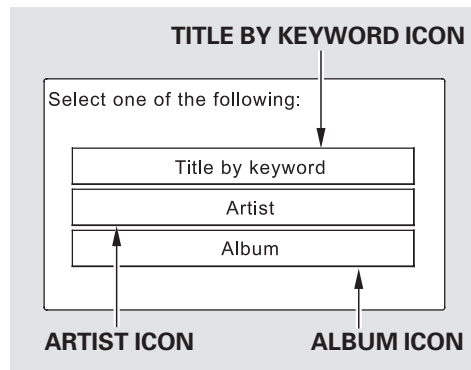 TITLE BY KEYWORD ICON
Select one of the following:
Title by keyword
Artist
Album
ARTIST ICON
ALBUM ICON